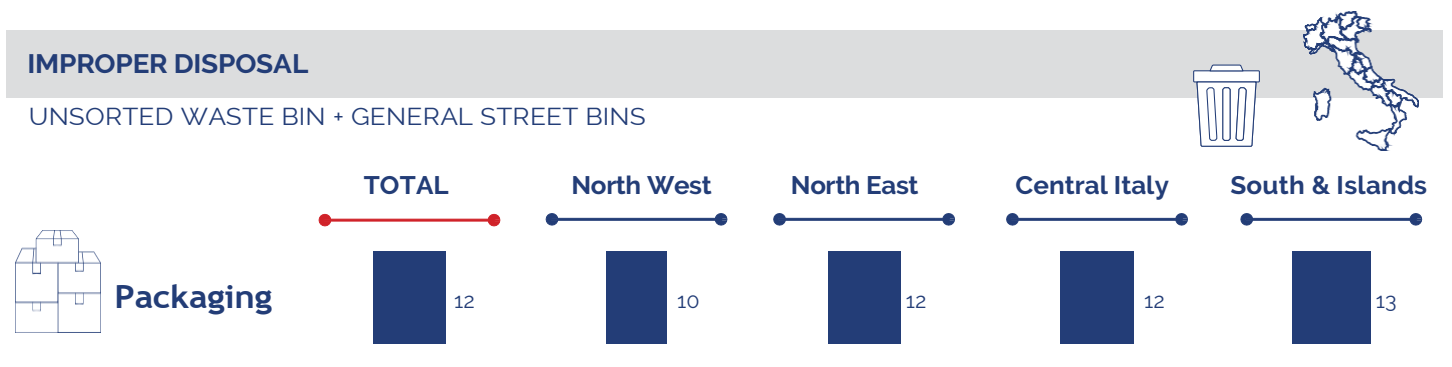 IMPROPER DISPOSAL
UNSORTED WASTE BIN + GENERAL STREET BINS
TOTAL North West North East Central Italy South & Islands
Packaging 12 10 12 12 13